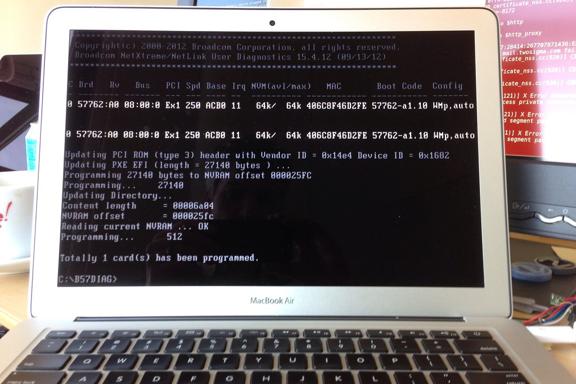 Copyright(c) 2000-2012 Broadcom Corporation, all rights reserved.
Broadcom NetXtreme/NetLink User Diagnostics 15.4.12 (09/13/12)
C Brd Rv Bus PCI Spd Base Irq NVM(avl/max) MAC Boot Code Config
0 57762:A0 08:00:0 Ex1 250 ACB0 11 64k/ 64k 406C8F46D2FE 57762-a1.10 WMp,auto
0 57762:A0 08:00:0 Ex1 250 ACB0 11 64k/ 64k 406C8F46D2FE 57762-a1.10 WMp,auto
Updating PCI ROM (type 3) header with Vendor ID = 0x14e4 Device ID = 0x1682
Updating PXE EFI (length = 27140 bytes ) ...
Programming 27140 bytes to NVRAM offset 000025FC
Programming... 27140
Updating Directory...
Content length = 00006a04
NVRAM offset = 000025fc
Reading current NVRAM ... OK
Programming... 512
Totally 1 card(s) has been programmed.
C:\B57DIAG>
MacBook Air
certificate_nss.c
$http
$http_proxy
Q W E R T Y U I O P
A S D F G H J K L